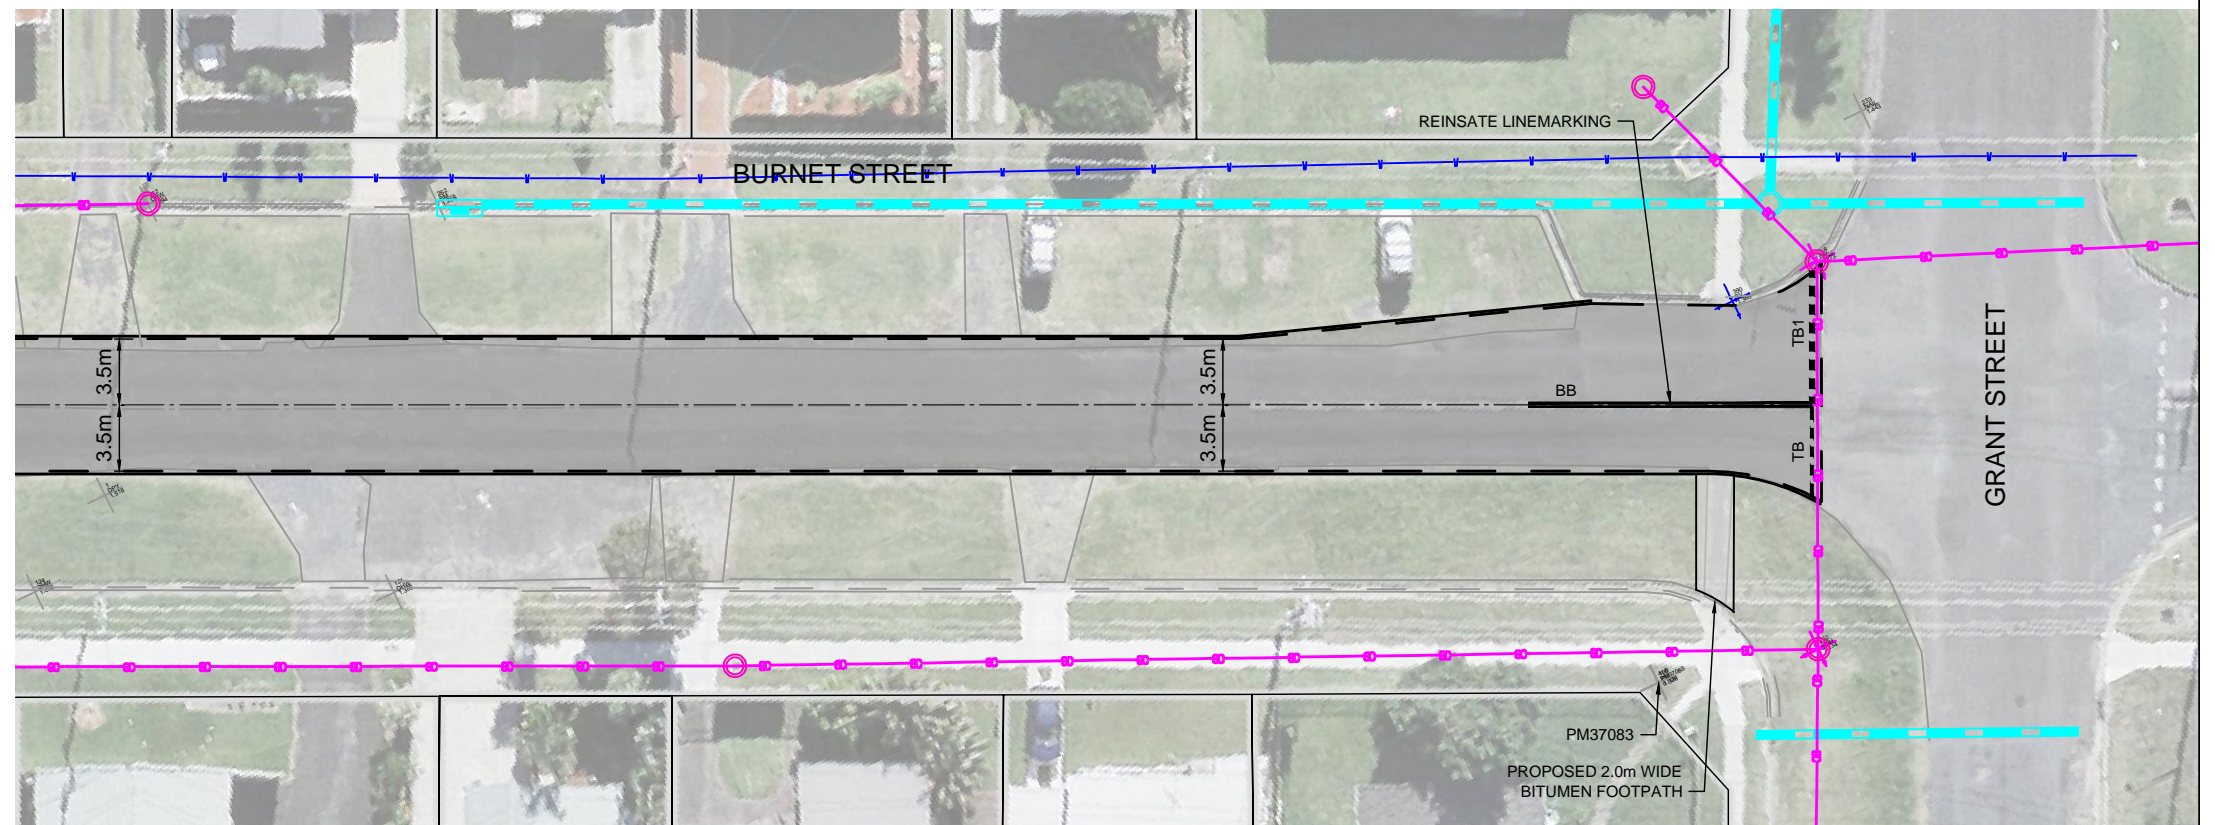 REINSATE LINEMARKING
BURNET STREET
3.5m
3.5m
3.5m
3.5m
BB
TB1
TB
GRANT STREET
PM37083
PM37083
PROPOSED 2.0m WIDE
BITUMEN FOOTPATH